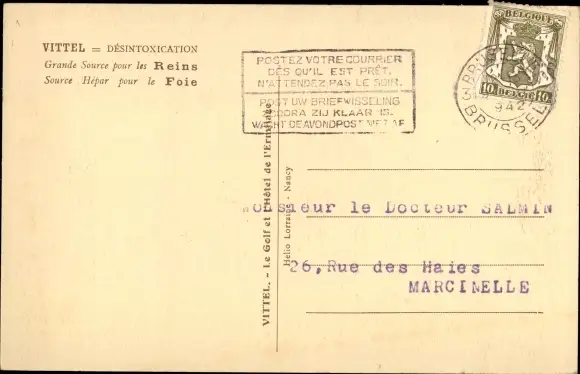 VITTEL = DÉSINTOXICATION
Grande Source pour les Reins
Source Hépar pour le Foie
POSTEZ VOTRE COURRIER
DÈS QU'IL EST PRÊT.
N'ATTENDEZ PAS LE SOIR.
POST UW BRIEFWISSELING
ZOODRA ZIJ KLAAR IS.
WACHT DE AVONDPOST NIET AF
BELGIQUE
10 BELGIE 10
BRUSSEL
VITTEL. - Le Golf et l'Hôtel de l'Ermitage
Helio Lorraine - Nancy
Monsieur le Docteur SALMIN
26,Rue des Haies
MARCINELLE